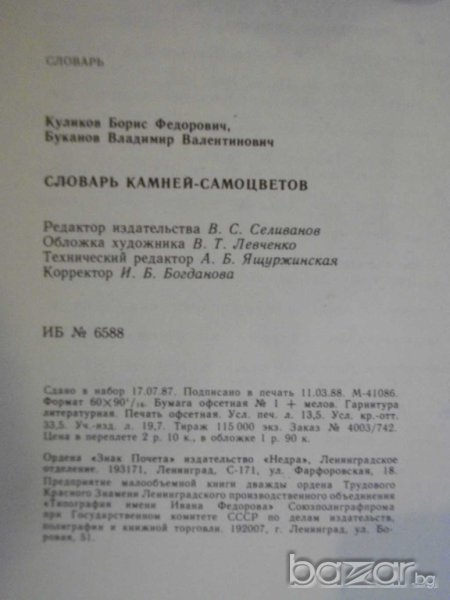 СЛОВАРЬ
Куликов Борис Федорович,
Буканов Владимир Валентинович
СЛОВАРЬ КАМНЕЙ-САМОЦВЕТОВ
Редактор издательства В. С. Селиванов
Обложка художника В. Т. Левченко
Технический редактор А. Б. Ящуржинская
Корректор И. Б. Богданова
ИБ № 6588
Сдано в набор 17.07.87. Подписано в печать 11.03.88. М-41086.
Формат 60×90¹/₁₆. Бумага офсетная № 1 + мелов. Гарнитура
литературная. Печать офсетная. Усл. печ. л. 13,5. Усл. кр.-отт.
33,5. Уч.-изд. л. 19,7. Тираж 115 000 экз. Заказ № 4003/742.
Цена в переплете 2 р. 10 к., в обложке 1 р. 90 к.
Ордена «Знак Почета» издательство «Недра», Ленинградское
отделение. 193171, Ленинград, С-171, ул. Фарфоровская, 18.
Предприятие малообъемной книги дважды ордена Трудового
Красного Знамени Ленинградского производственного объединения
«Типография имени Ивана Федорова» Союзполиграфпрома
при Государственном комитете СССР по делам издательств,
полиграфии и книжной торговли. 192007, г. Ленинград, ул. Бо-
ровая, 51.
bazar.bg